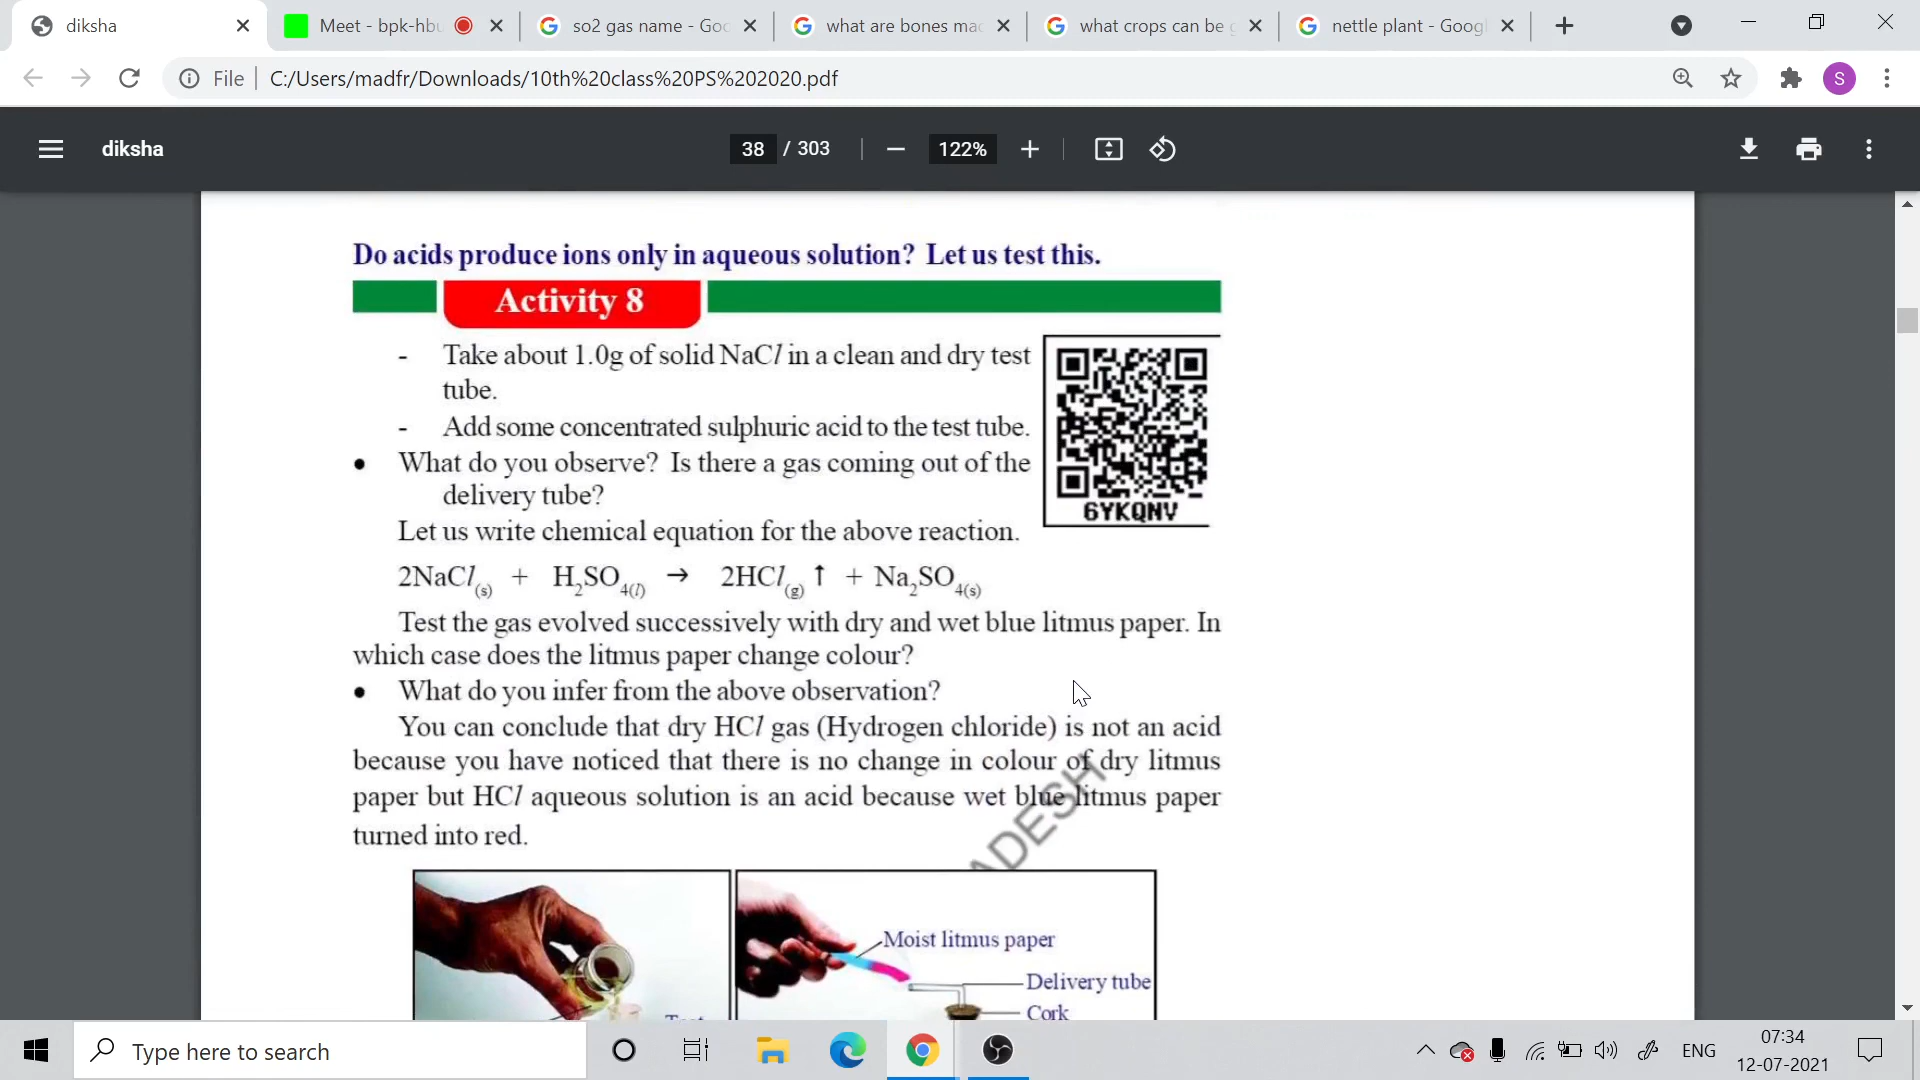 diksha
Meet - bpk-hbu
so2 gas name - Goo
what are bones mad
what crops can be g
nettle plant - Googl
File
C:/Users/madfr/Downloads/10th%20class%20PS%202020.pdf
S
diksha
38 / 303
122%
Do acids produce ions only in aqueous solution? Let us test this.
Activity 8
- Take about 1.0g of solid NaCl in a clean and dry test
tube.
- Add some concentrated sulphuric acid to the test tube.
• What do you observe? Is there a gas coming out of the
delivery tube?
6YKQNV
Let us write chemical equation for the above reaction.
2NaCl(s) + H2SO4(l) → 2HCl(g) ↑ + Na2SO4(s)
Test the gas evolved successively with dry and wet blue litmus paper. In
which case does the litmus paper change colour?
• What do you infer from the above observation?
You can conclude that dry HCl gas (Hydrogen chloride) is not an acid
because you have noticed that there is no change in colour of dry litmus
paper but HCl aqueous solution is an acid because wet blue litmus paper
turned into red.
ADESH
Moist litmus paper
Delivery tube
Cork
Type here to search
ENG
07:34
12-07-2021